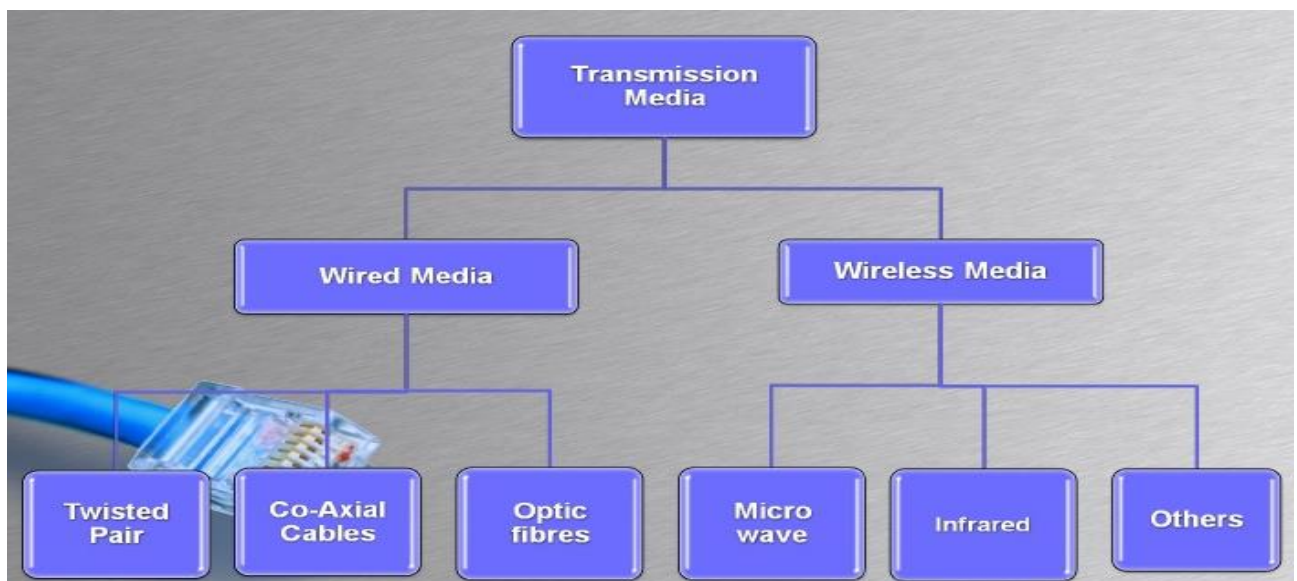 Transmission
Media
Wired Media
Wireless Media
Twisted
Pair
Co-Axial
Cables
Optic
fibres
Micro
wave
Infrared
Others